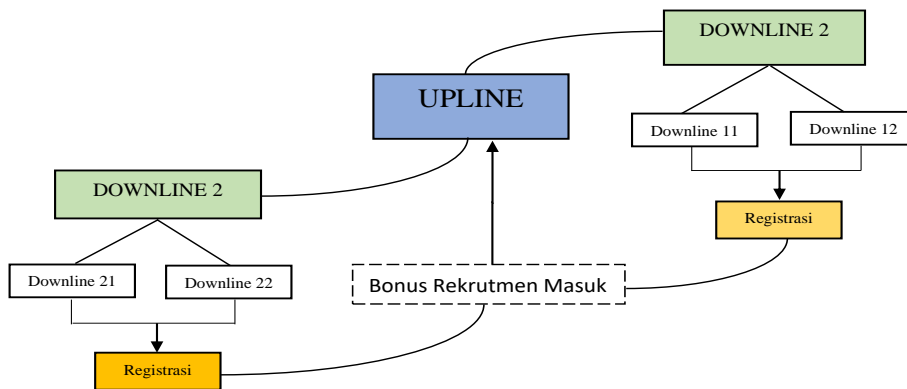 DOWNLINE 2
UPLINE
Downline 11
Downline 12
DOWNLINE 2
Registrasi
Downline 21
Downline 22
Bonus Rekrutmen Masuk
Registrasi